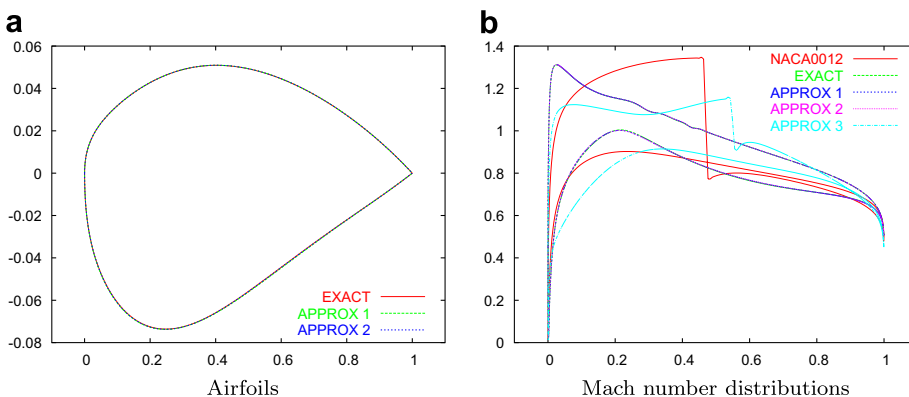 a
0.06
0.04
0.02
0
-0.02
-0.04
-0.06
-0.08
0 0.2 0.4 0.6 0.8 1
EXACT
APPROX 1
APPROX 2
Airfoils
b
1.4
1.2
1
0.8
0.6
0.4
0.2
0
0 0.2 0.4 0.6 0.8 1
NACA0012
EXACT
APPROX 1
APPROX 2
APPROX 3
Mach number distributions